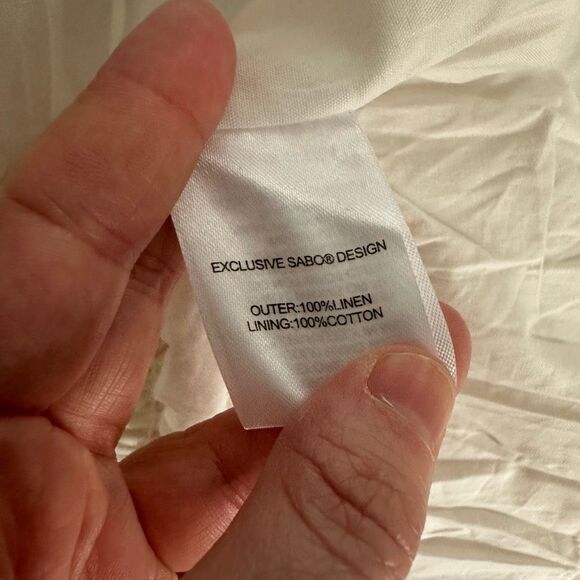 EXCLUSIVE SABO® DESIGN
OUTER:100%LINEN
LINING:100%COTTON